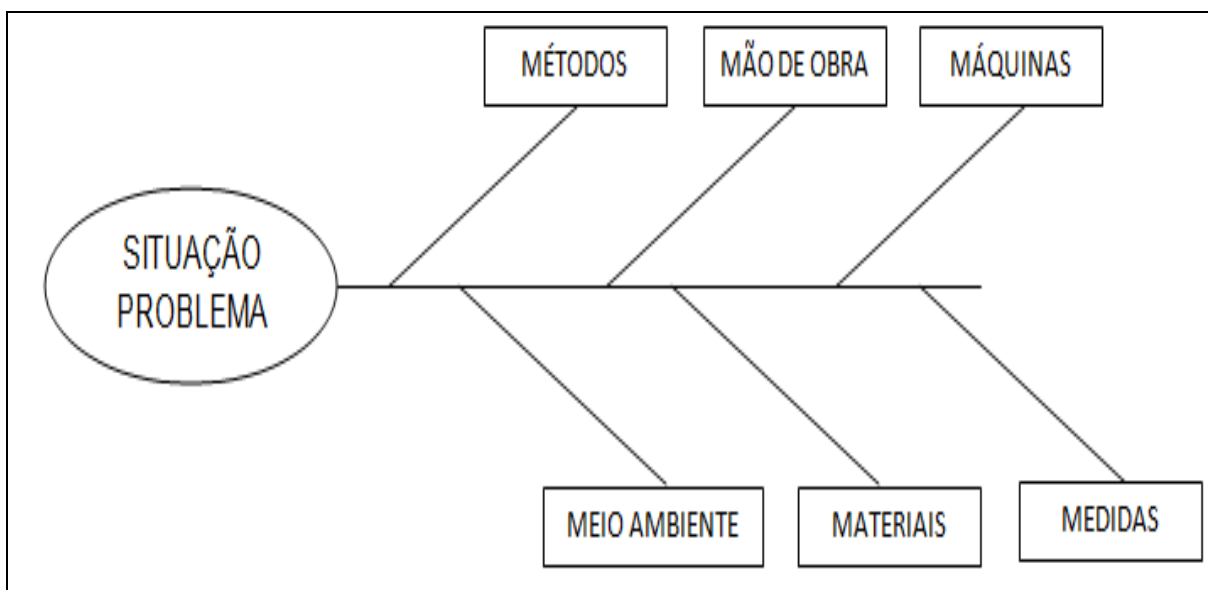 MÉTODOS
MÃO DE OBRA
MÁQUINAS
SITUAÇÃO
PROBLEMA
MEIO AMBIENTE
MATERIAIS
MEDIDAS